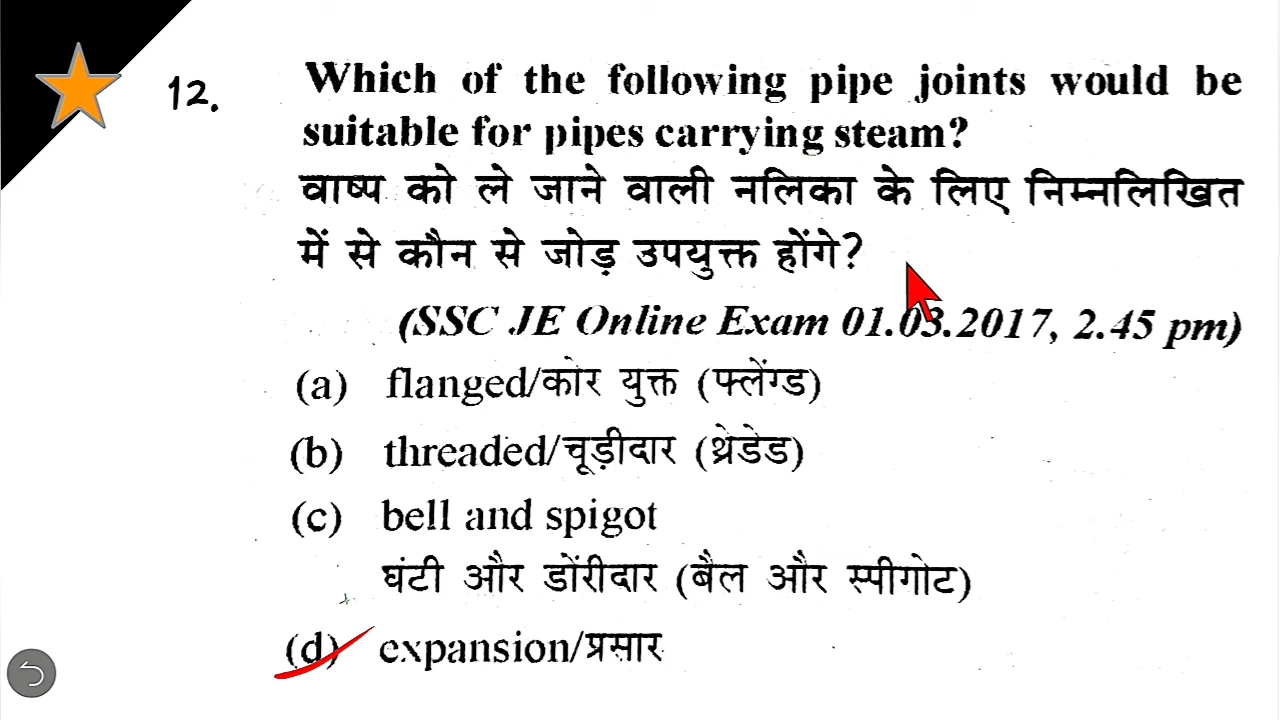 12.
Which of the following pipe joints would be
suitable for pipes carrying steam?
वाष्प को ले जाने वाली नलिका के लिए निम्नलिखित
में से कौन से जोड़ उपयुक्त होंगे?
(SSC JE Online Exam 01.03.2017, 2.45 pm)
(a) flanged/कोर युक्त (फ्लेंग्ड)
(b) threaded/चूड़ीदार (थ्रेडेड)
(c) bell and spigot
घंटी और डोंरीदार (बैल और स्पीगोट)
(d) expansion/प्रसार